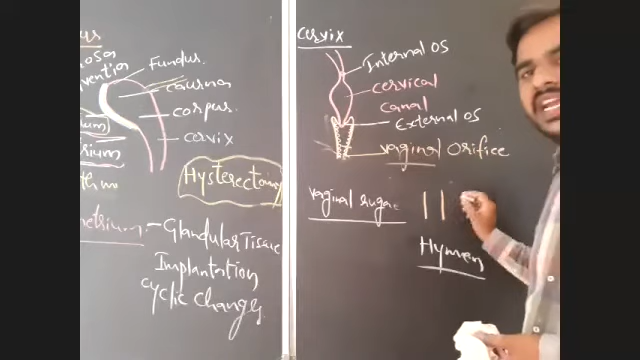 Fundus.
Caurnoa
Corpus.
Cervix
Hysterectomy
Glandular Tissue
Implantation
Cyclic Changes
Cervix
Internal OS
Cervical
Canal
External OS
Vaginal Orifice
Vaginal rugae
Hymen